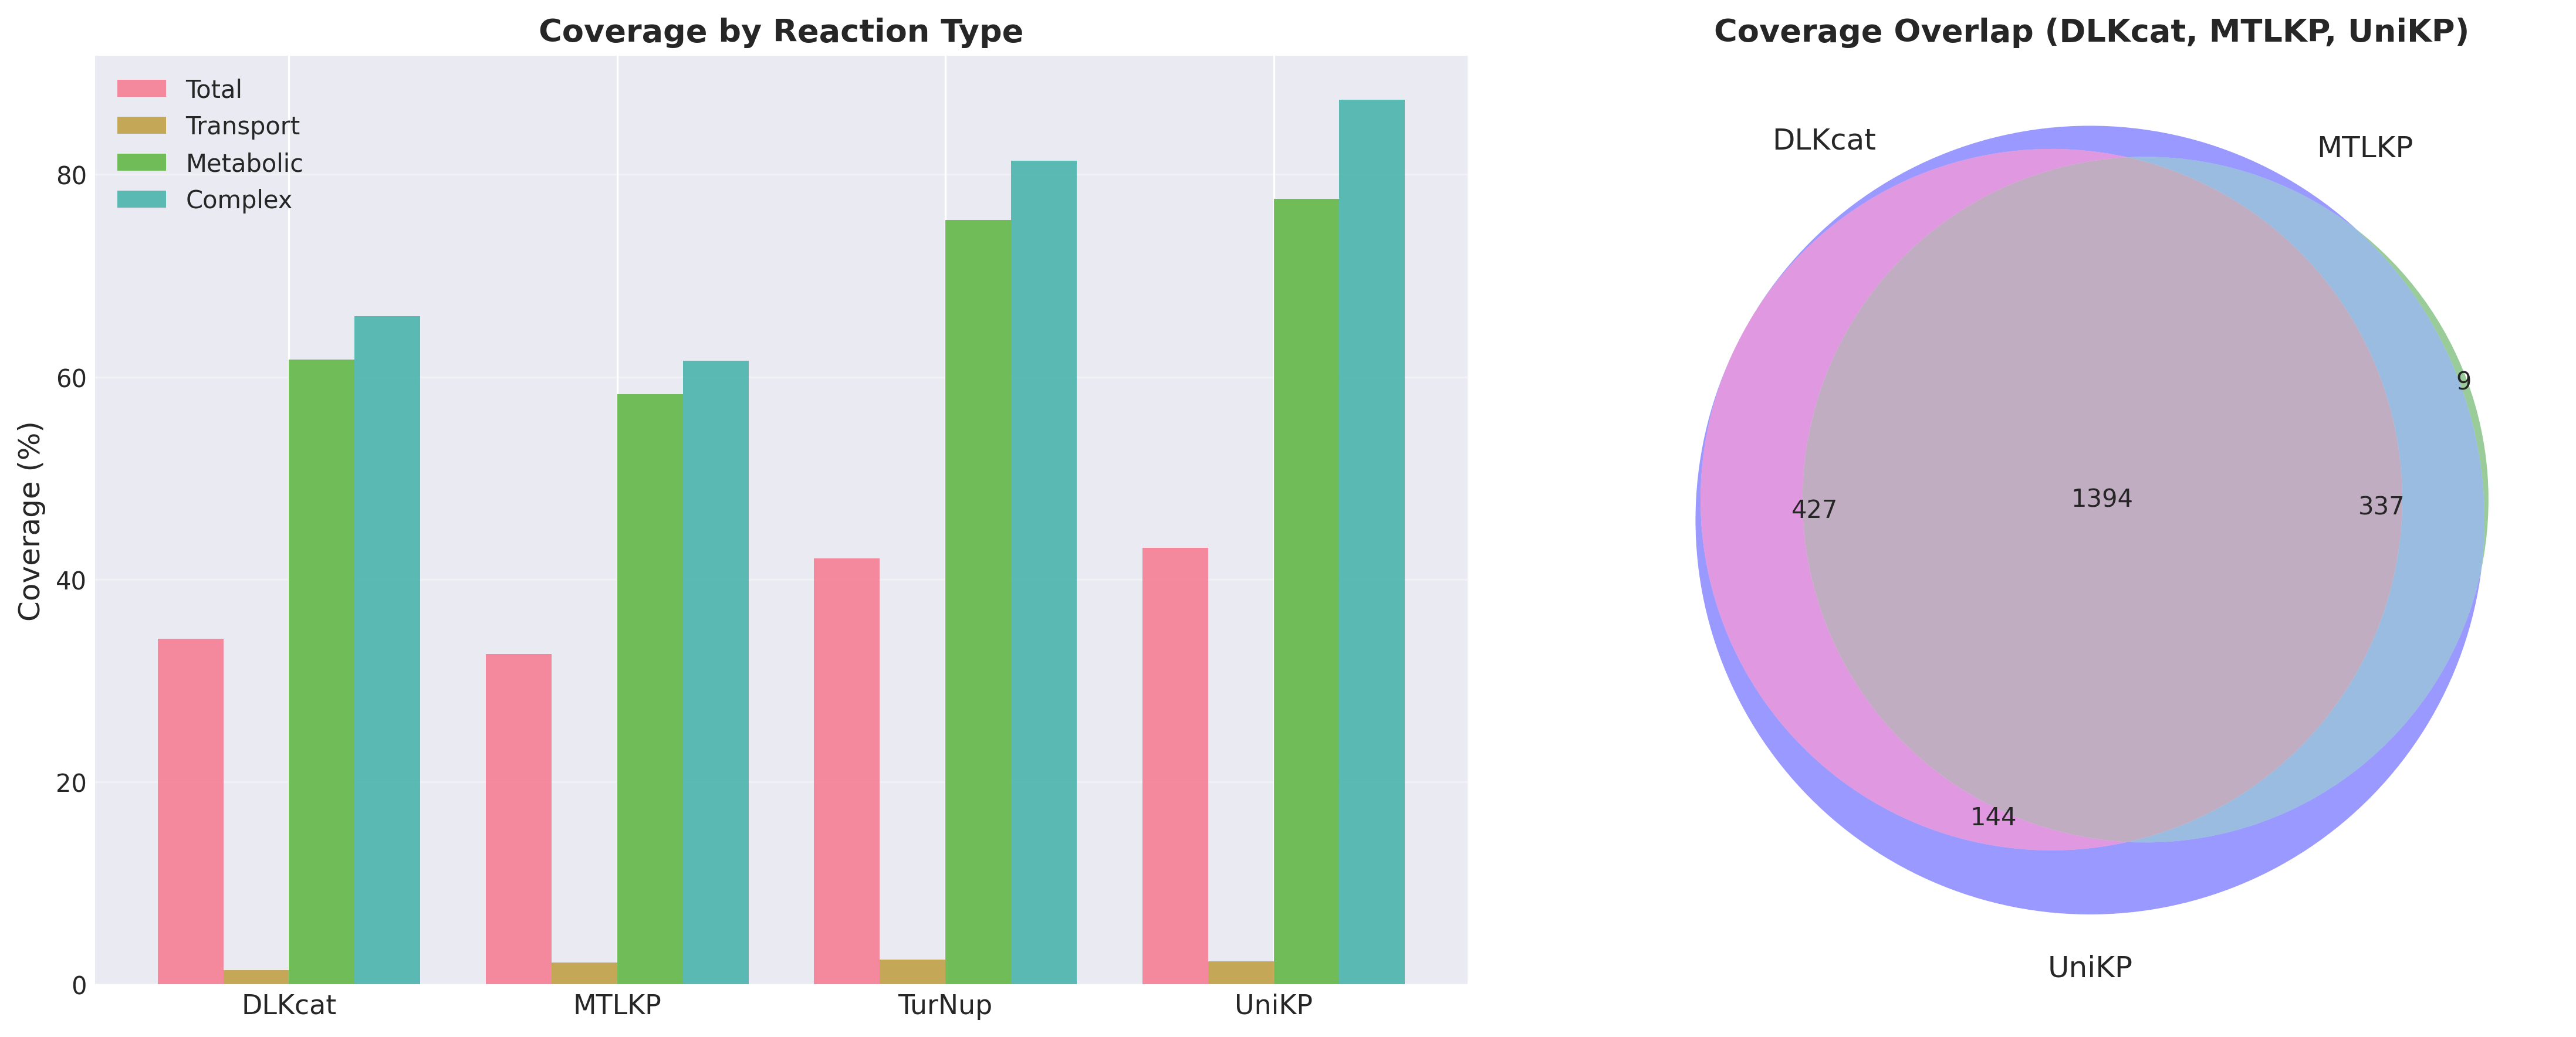 Coverage by Reaction Type
Total
Transport
Metabolic
Complex
Coverage (%)
80
60
40
20
0
DLKcat
MTLKP
TurNup
UniKP
Coverage Overlap (DLKcat, MTLKP, UniKP)
DLKcat
MTLKP
9
427
1394
337
144
UniKP